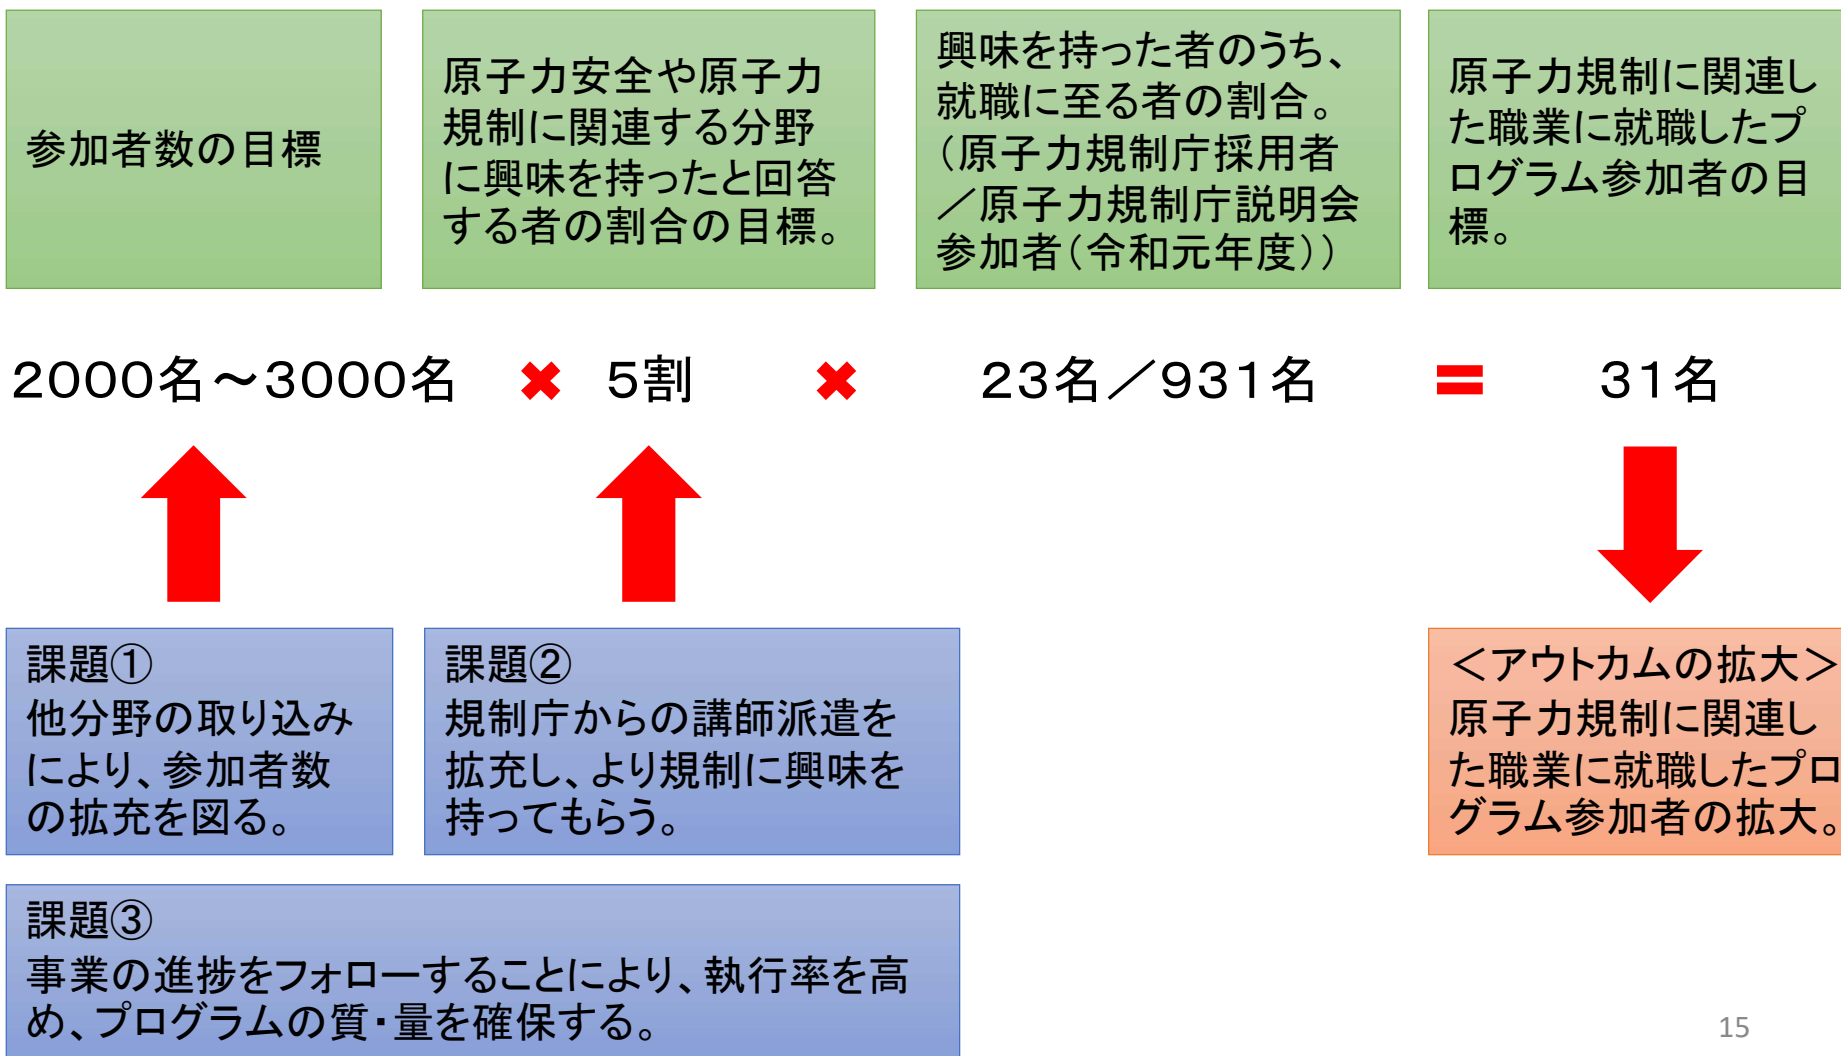 参加者数の目標
原子力安全や原子力
規制に関連する分野
に興味を持ったと回答
する者の割合の目標。
興味を持った者のうち、
就職に至る者の割合。
（原子力規制庁採用者
／原子力規制庁説明会
参加者（令和元年度））
原子力規制に関連し
た職業に就職したプ
ログラム参加者の目
標。
２０００名～３０００名 ✖ ５割 ✖ ２３名／９３１名 ＝ ３１名
課題①
他分野の取り込み
により、参加者数
の拡充を図る。
課題②
規制庁からの講師派遣を
拡充し、より規制に興味を
持ってもらう。
＜アウトカムの拡大＞
原子力規制に関連し
た職業に就職したプロ
グラム参加者の拡大。
課題③
事業の進捗をフォローすることにより、執行率を高
め、プログラムの質・量を確保する。
15